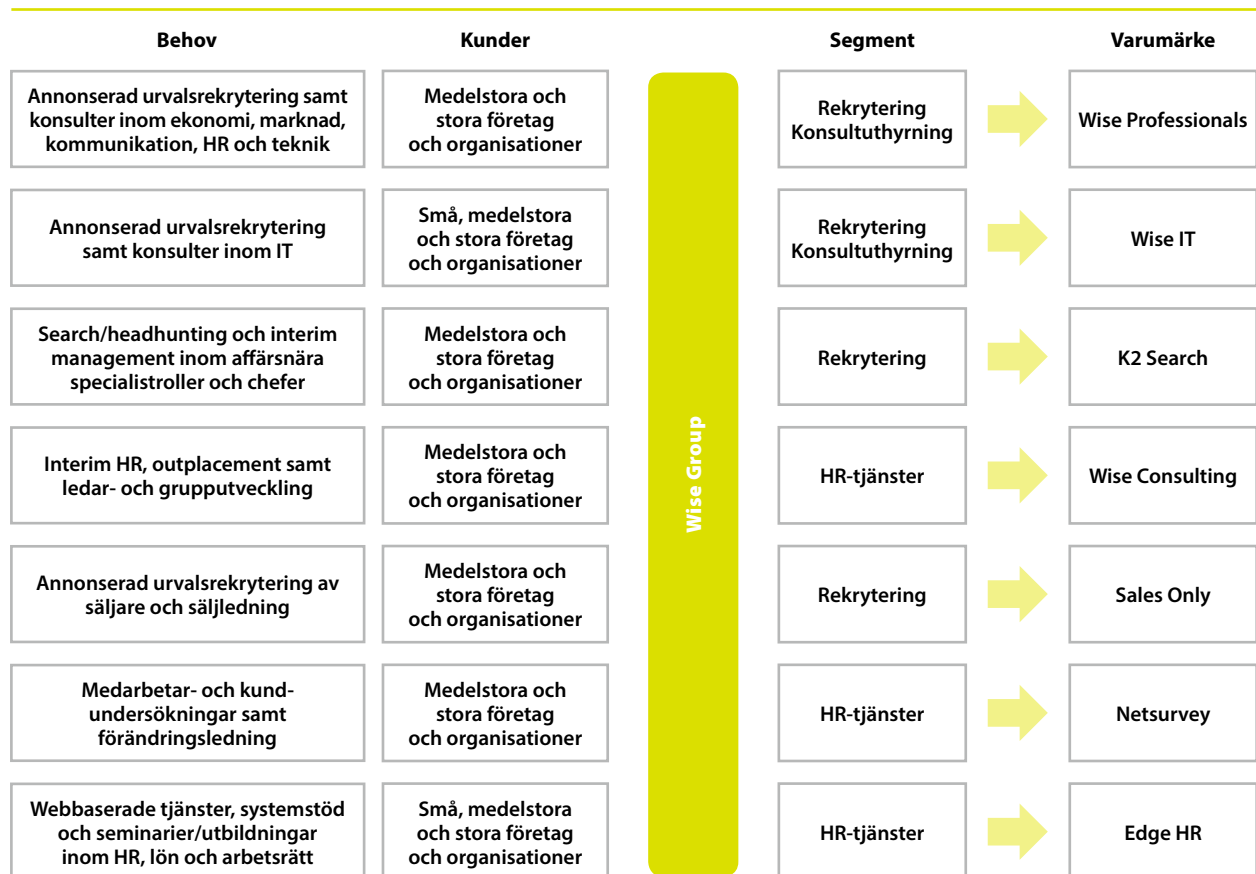 Behov
Kunder
Segment
Varumärke
Annonserad urvalsrekrytering samt
konsulter inom ekonomi, marknad,
kommunikation, HR och teknik
Medelstora och
stora företag
och organisationer
Rekrytering
Konsultuthyrning
Wise Professionals
Annonserad urvalsrekrytering
samt konsulter inom IT
Små, medelstora
och stora företag
och organisationer
Rekrytering
Konsultuthyrning
Wise IT
Search/headhunting och interim
management inom affärsnära
specialistroller och chefer
Medelstora och
stora företag
och organisationer
Rekrytering
K2 Search
Wise Group
Interim HR, outplacement samt
ledar- och grupputveckling
Medelstora och
stora företag
och organisationer
HR-tjänster
Wise Consulting
Annonserad urvalsrekrytering av
säljare och säljledning
Medelstora och
stora företag
och organisationer
Rekrytering
Sales Only
Medarbetar- och kund-
undersökningar samt
förändringsledning
Medelstora och
stora företag
och organisationer
HR-tjänster
Netsurvey
Webbaserade tjänster, systemstöd
och seminarier/utbildningar
inom HR, lön och arbetsrätt
Små, medelstora
och stora företag
och organisationer
HR-tjänster
Edge HR